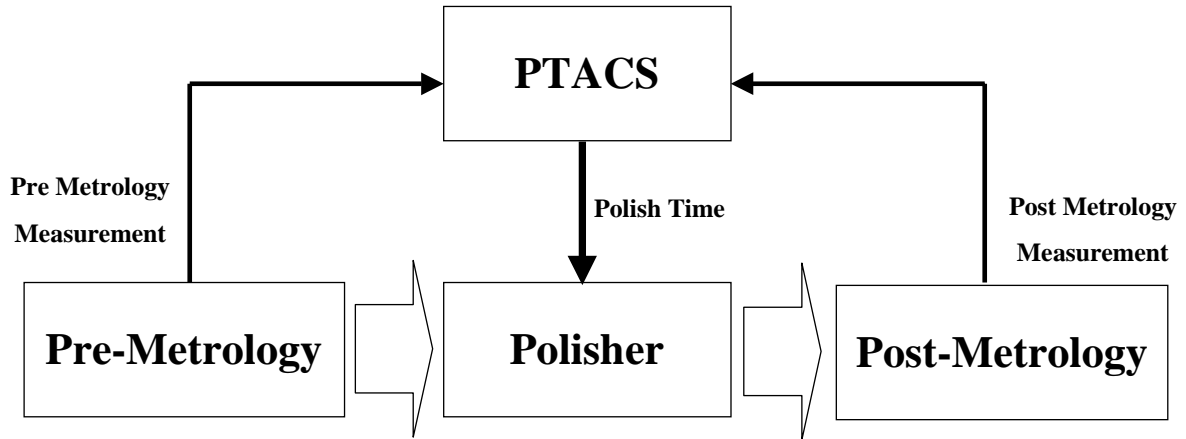 PTACS
Pre Metrology
Measurement
Polish Time
Post Metrology
Measurement
Pre-Metrology
Polisher
Post-Metrology